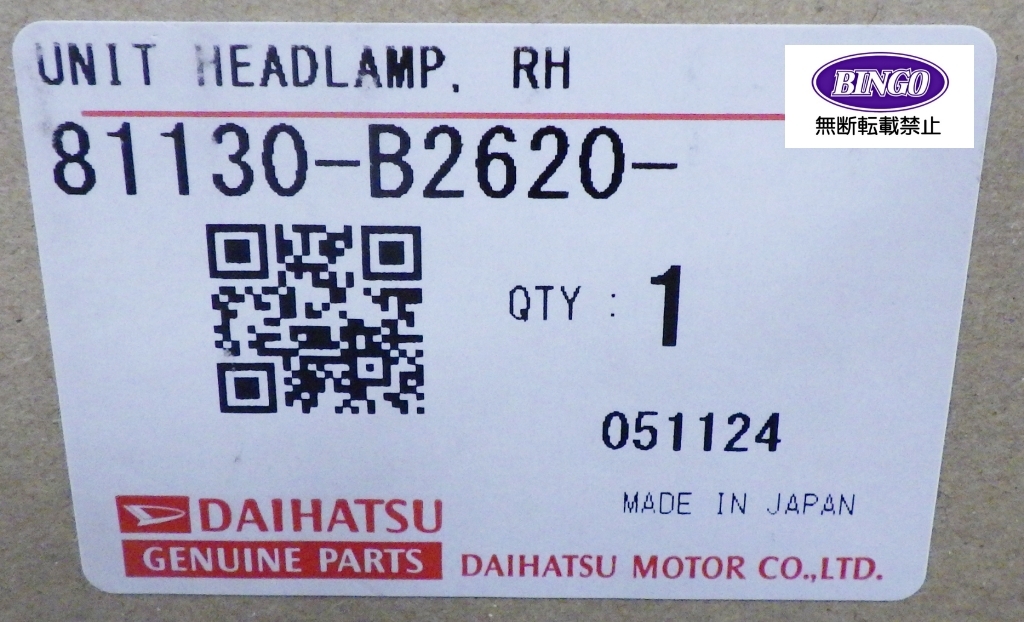 UNIT HEADLAMP, RH
BINGO
無断転載禁止
81130-B2620-
QTY : 1
051124
MADE IN JAPAN
DAIHATSU
GENUINE PARTS
DAIHATSU MOTOR CO.,LTD.